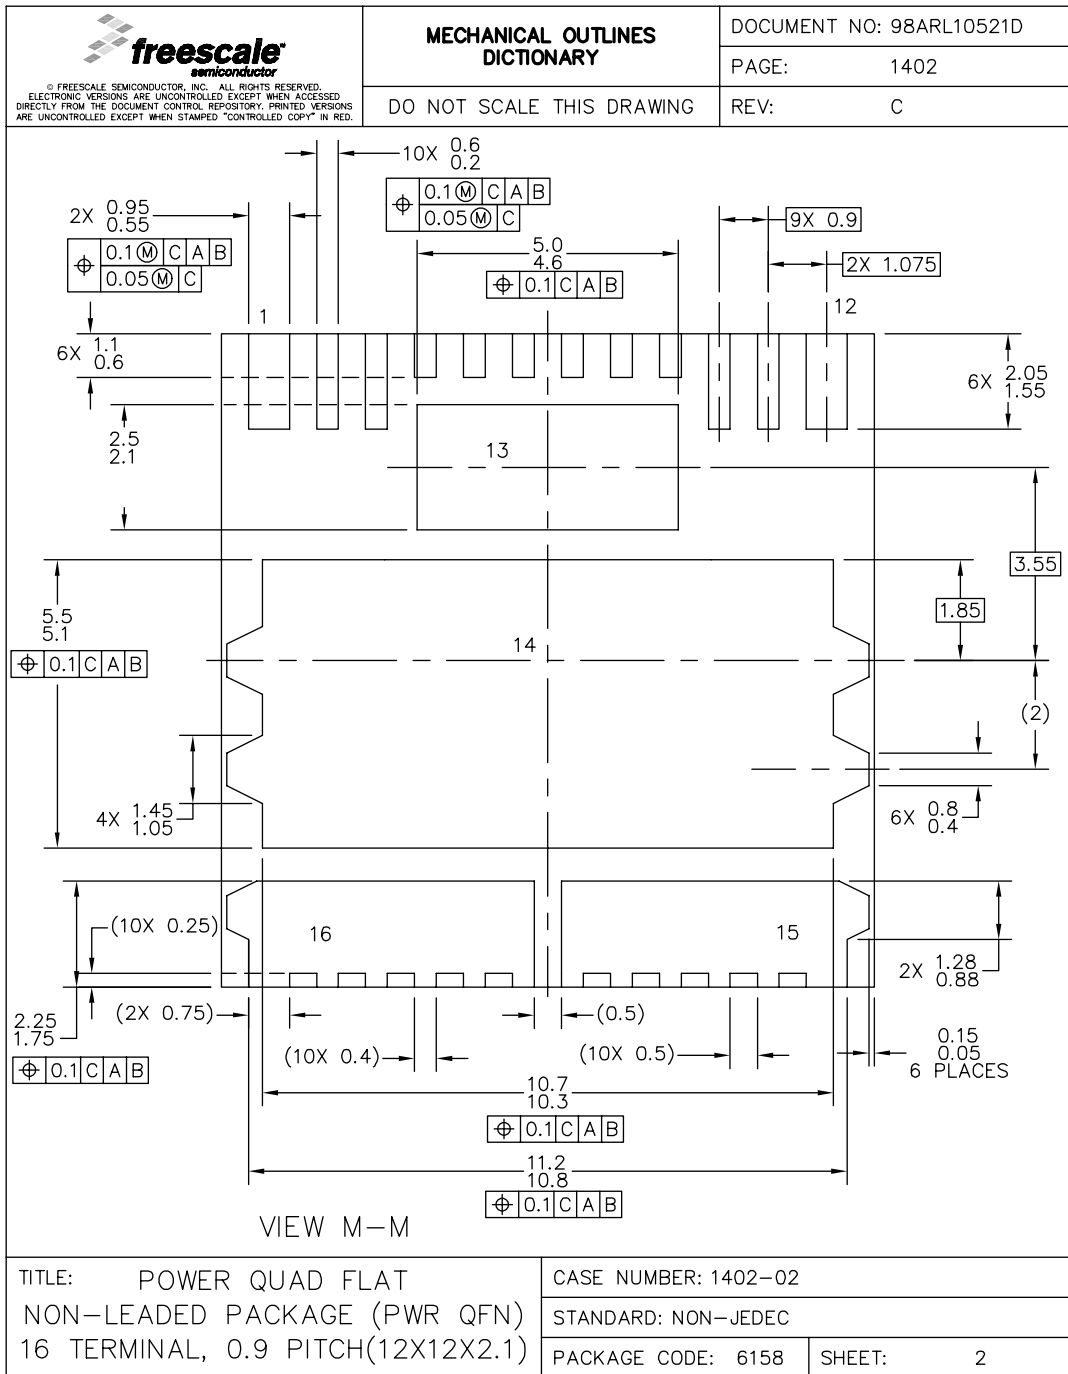 freescale
semiconductor
© FREESCALE SEMICONDUCTOR, INC. ALL RIGHTS RESERVED.
ELECTRONIC VERSIONS ARE UNCONTROLLED EXCEPT WHEN ACCESSED
DIRECTLY FROM THE DOCUMENT CONTROL REPOSITORY. PRINTED VERSIONS
ARE UNCONTROLLED EXCEPT WHEN STAMPED "CONTROLLED COPY" IN RED.
MECHANICAL OUTLINES
DICTIONARY
DO NOT SCALE THIS DRAWING
DOCUMENT NO: 98ARL10521D
PAGE: 1402
REV: C
10X 0.6
0.2
⌖ 0.1Ⓜ C A B
0.05Ⓜ C
2X 0.95
0.55
⌖ 0.1Ⓜ C A B
0.05Ⓜ C
9X 0.9
5.0
4.6
⌖ 0.1 C A B
2X 1.075
1
12
6X 1.1
0.6
6X 2.05
1.55
2.5
2.1
13
3.55
1.85
5.5
5.1
⌖ 0.1 C A B
14
(2)
4X 1.45
1.05
6X 0.8
0.4
(10X 0.25)
16
15
2X 1.28
0.88
2.25
1.75
⌖ 0.1 C A B
(2X 0.75)
(0.5)
(10X 0.4)
(10X 0.5)
0.15
0.05
6 PLACES
10.7
10.3
⌖ 0.1 C A B
11.2
10.8
⌖ 0.1 C A B
VIEW M-M
TITLE: POWER QUAD FLAT
NON-LEADED PACKAGE (PWR QFN)
16 TERMINAL, 0.9 PITCH(12X12X2.1)
CASE NUMBER: 1402-02
STANDARD: NON-JEDEC
PACKAGE CODE: 6158
SHEET: 2